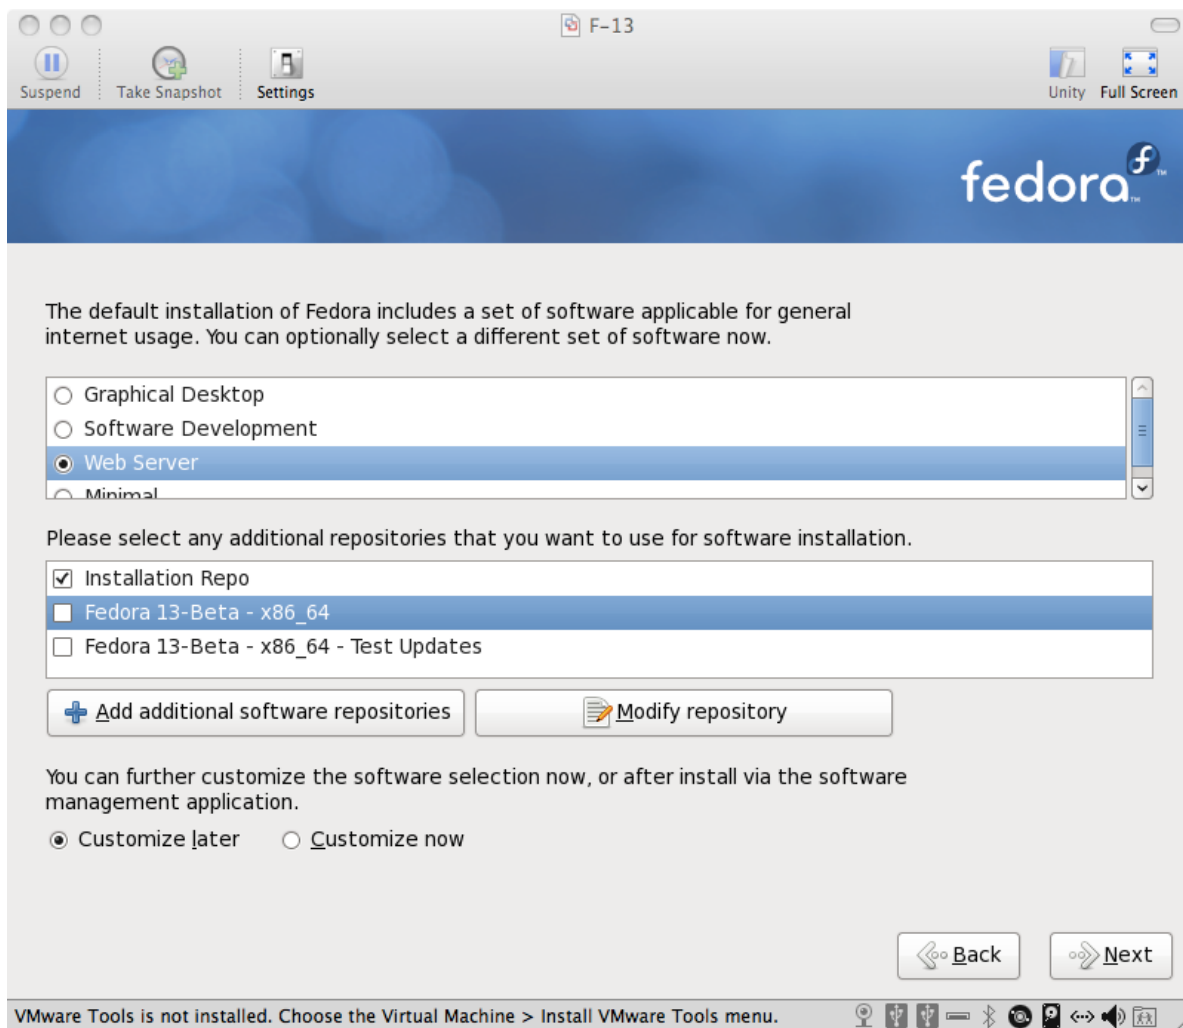 F-13
Suspend
Take Snapshot
Settings
Unity
Full Screen
fedora
The default installation of Fedora includes a set of software applicable for general
internet usage. You can optionally select a different set of software now.
Graphical Desktop
Software Development
Web Server
Minimal
Please select any additional repositories that you want to use for software installation.
Installation Repo
Fedora 13-Beta - x86_64
Fedora 13-Beta - x86_64 - Test Updates
Add additional software repositories
Modify repository
You can further customize the software selection now, or after install via the software
management application.
Customize later
Customize now
Back
Next
VMware Tools is not installed. Choose the Virtual Machine > Install VMware Tools menu.